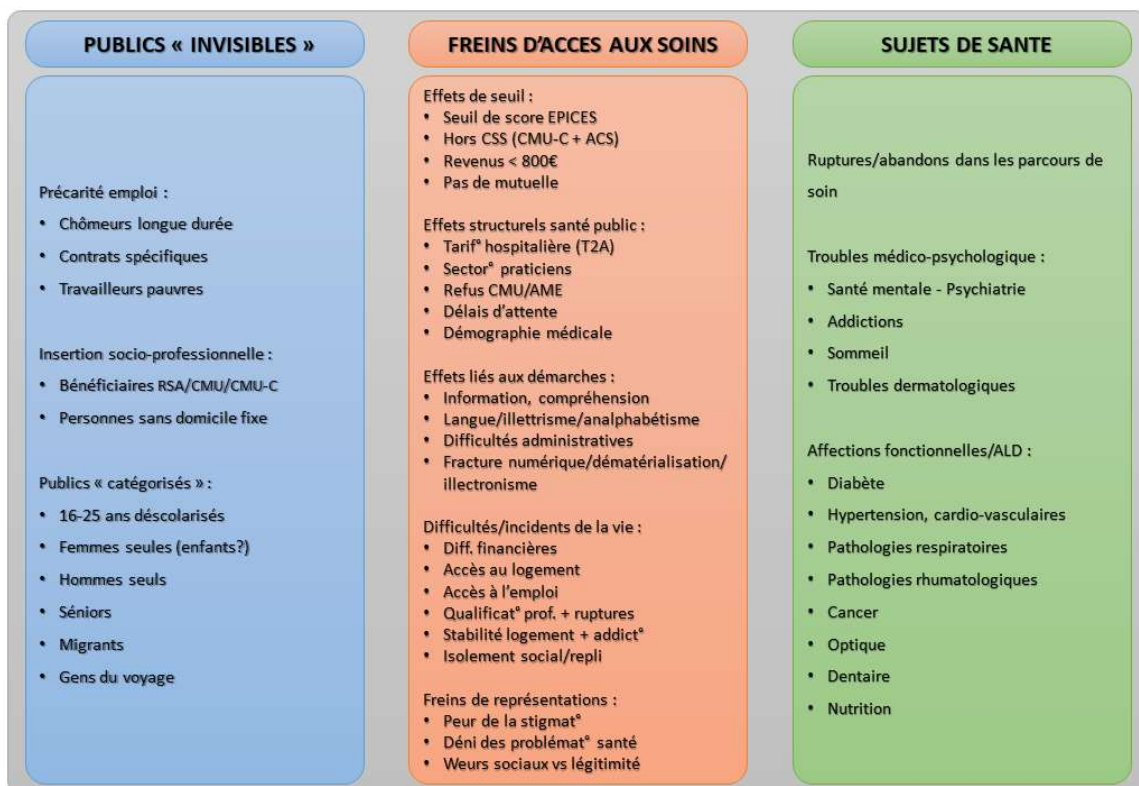 PUBLICS « INVISIBLES »
Précarité emploi :
• Chômeurs longue durée
• Contrats spécifiques
• Travailleurs pauvres
Insertion socio-professionnelle :
• Bénéficiaires RSA/CMU/CMU-C
• Personnes sans domicile fixe
Publics « catégorisés » :
• 16-25 ans déscolarisés
• Femmes seules (enfants?)
• Hommes seuls
• Séniors
• Migrants
• Gens du voyage
FREINS D’ACCES AUX SOINS
Effets de seuil :
• Seuil de score EPICES
• Hors CSS (CMU-C + ACS)
• Revenus < 800€
• Pas de mutuelle
Effets structurels santé public :
• Tarif° hospitalière (T2A)
• Sector° praticiens
• Refus CMU/AME
• Délais d’attente
• Démographie médicale
Effets liés aux démarches :
• Information, compréhension
• Langue/illettrisme/analphabétisme
• Difficultés administratives
• Fracture numérique/dématérialisation/
illectronisme
Difficultés/incidents de la vie :
• Diff. financières
• Accès au logement
• Accès à l’emploi
• Qualificat° prof. + ruptures
• Stabilité logement + addict°
• Isolement social/repli
Freins de représentations :
• Peur de la stigmat°
• Déni des problémat° santé
• Weurs sociaux vs légitimité
SUJETS DE SANTE
Ruptures/abandons dans les parcours de
soin
Troubles médico-psychologique :
• Santé mentale - Psychiatrie
• Addictions
• Sommeil
• Troubles dermatologiques
Affections fonctionnelles/ALD :
• Diabète
• Hypertension, cardio-vasculaires
• Pathologies respiratoires
• Pathologies rhumatologiques
• Cancer
• Optique
• Dentaire
• Nutrition